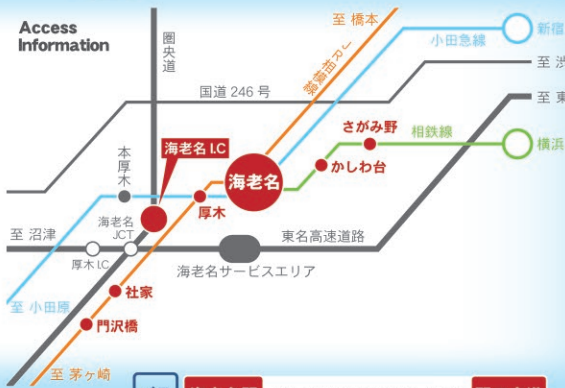 Access
Information
圏央道
至 橋本
JR相模線
小田急線
新宿
至 渋
国道 246 号
至 東
さがみ野
相鉄線
横浜
本厚木
海老名 I.C
海老名
かしわ台
厚木
海老名
JCT
至 沼津
東名高速道路
厚木 I.C
海老名サービスエリア
社家
至 小田原
門沢橋
至 茅ヶ崎